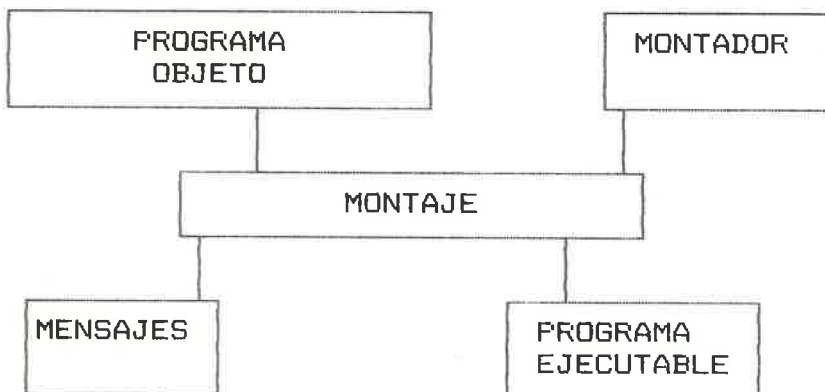 PROGRAMA
OBJETO
MONTADOR
MONTAJE
MENSAJES
PROGRAMA
EJECUTABLE